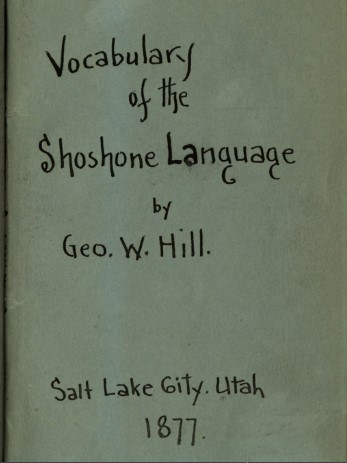 Vocabulary
of the
Shoshone Language
by
Geo. W. Hill.
Salt Lake City. Utah
1877.